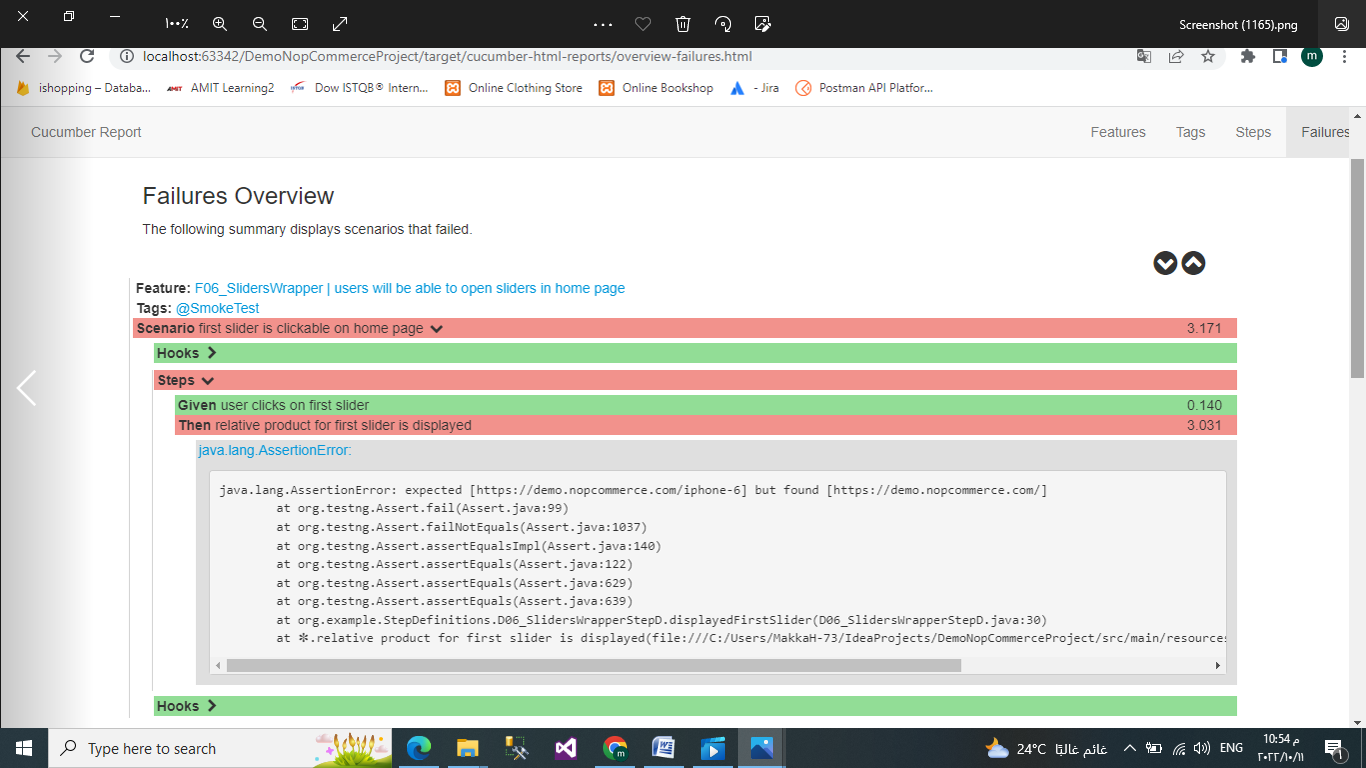 ١٠٠% Screenshot (1165).png
localhost:63342/DemoNopCommerceProject/target/cucumber-html-reports/overview-failures.html m
ishopping – Databa... AMIT AMIT Learning2 Dow ISTQB® Intern... Online Clothing Store Online Bookshop - Jira Postman API Platfor...
Cucumber Report Features Tags Steps Failures
Failures Overview
The following summary displays scenarios that failed.
Feature: F06_SlidersWrapper | users will be able to open sliders in home page
Tags: @SmokeTest
Scenario first slider is clickable on home page 3.171
Hooks
Steps
Given user clicks on first slider 0.140
Then relative product for first slider is displayed 3.031
java.lang.AssertionError:
java.lang.AssertionError: expected [https://demo.nopcommerce.com/iphone-6] but found [https://demo.nopcommerce.com/]
at org.testng.Assert.fail(Assert.java:99)
at org.testng.Assert.failNotEquals(Assert.java:1037)
at org.testng.Assert.assertEqualsImpl(Assert.java:140)
at org.testng.Assert.assertEquals(Assert.java:122)
at org.testng.Assert.assertEquals(Assert.java:629)
at org.testng.Assert.assertEquals(Assert.java:639)
at org.example.StepDefinitions.D06_SlidersWrapperStepD.displayedFirstSlider(D06_SlidersWrapperStepD.java:30)
at ✽.relative product for first slider is displayed(file:///C:/Users/MakkaH-73/IdeaProjects/DemoNopCommerceProject/src/main/resources
Hooks
Type here to search m 24°C غائم غالبًا ENG 10:54 م 1
٢٠٢٢/١٠/١١